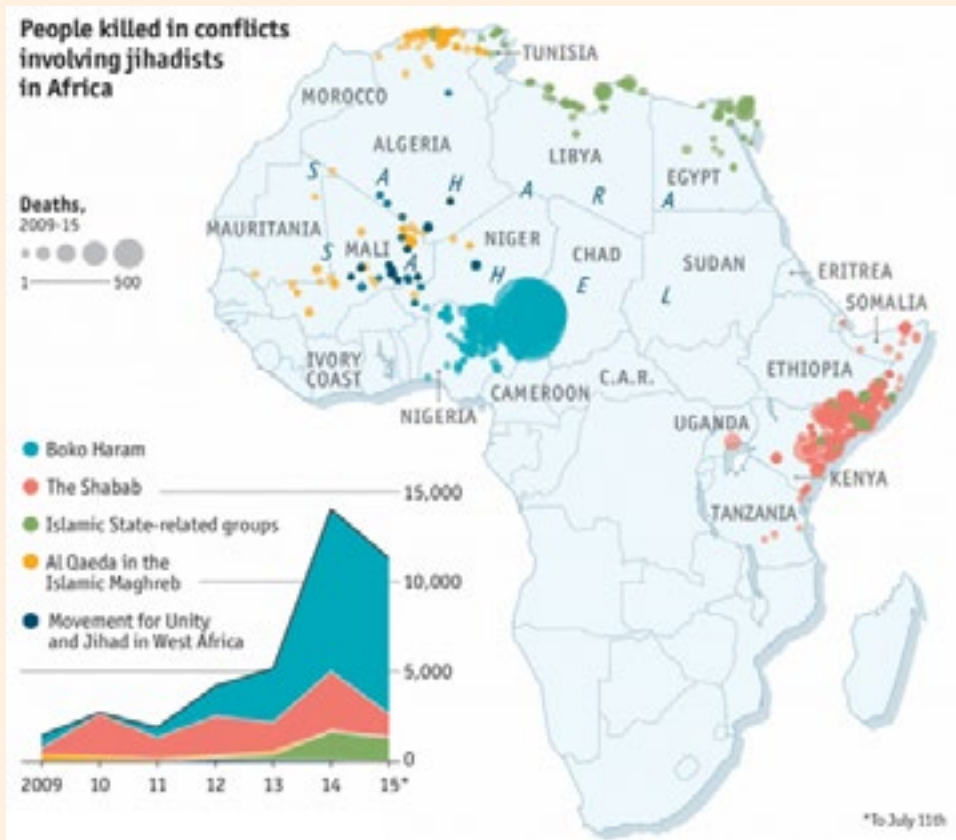 People killed in conflicts
involving jihadists
in Africa
TUNISIA
MOROCCO
ALGERIA
LIBYA
EGYPT
S A H A R A
Deaths,
2009-15
1 500
MAURITANIA
MALI
NIGER
CHAD
SUDAN
ERITREA
S A H E L
SOMALIA
IVORY
COAST
NIGERIA
CAMEROON
C.A.R.
ETHIOPIA
UGANDA
KENYA
TANZANIA
Boko Haram
The Shabab
Islamic State-related groups
Al Qaeda in the
Islamic Maghreb
Movement for Unity
and Jihad in West Africa
15,000
10,000
5,000
0
2009 10 11 12 13 14 15*
*To July 11th